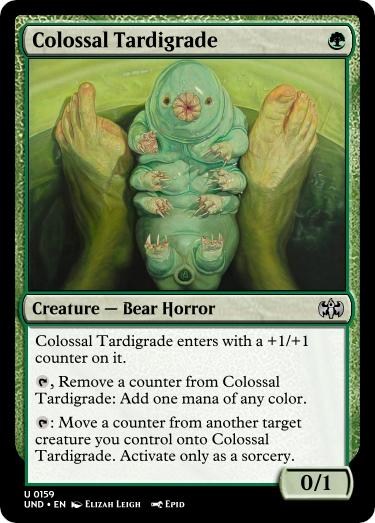 Colossal Tardigrade
Creature — Bear Horror
Colossal Tardigrade enters with a +1/+1
counter on it.
, Remove a counter from Colossal
Tardigrade: Add one mana of any color.
: Move a counter from another target
creature you control onto Colossal
Tardigrade. Activate only as a sorcery.
0/1
U 0159
UND • EN Elizah Leigh Epid